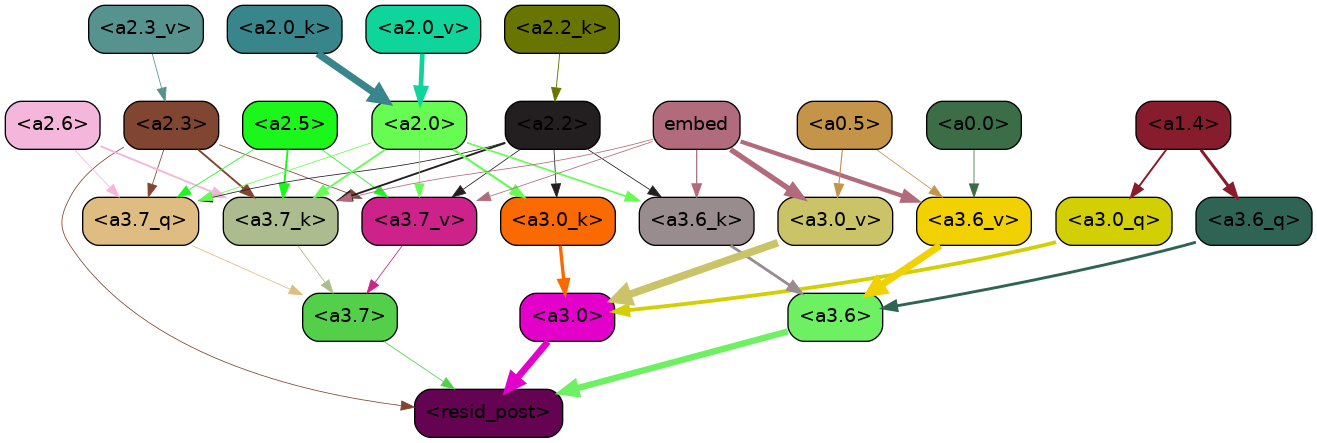 <a2.3_v> <a2.0_k> <a2.0_v> <a2.2_k>
<a2.6> <a2.3> <a2.5> <a2.0> <a2.2> embed <a0.5> <a0.0> <a1.4>
<a3.7_q> <a3.7_k> <a3.7_v> <a3.0_k> <a3.6_k> <a3.0_v> <a3.6_v> <a3.0_q> <a3.6_q>
<a3.7> <a3.0> <a3.6>
<resid_post>